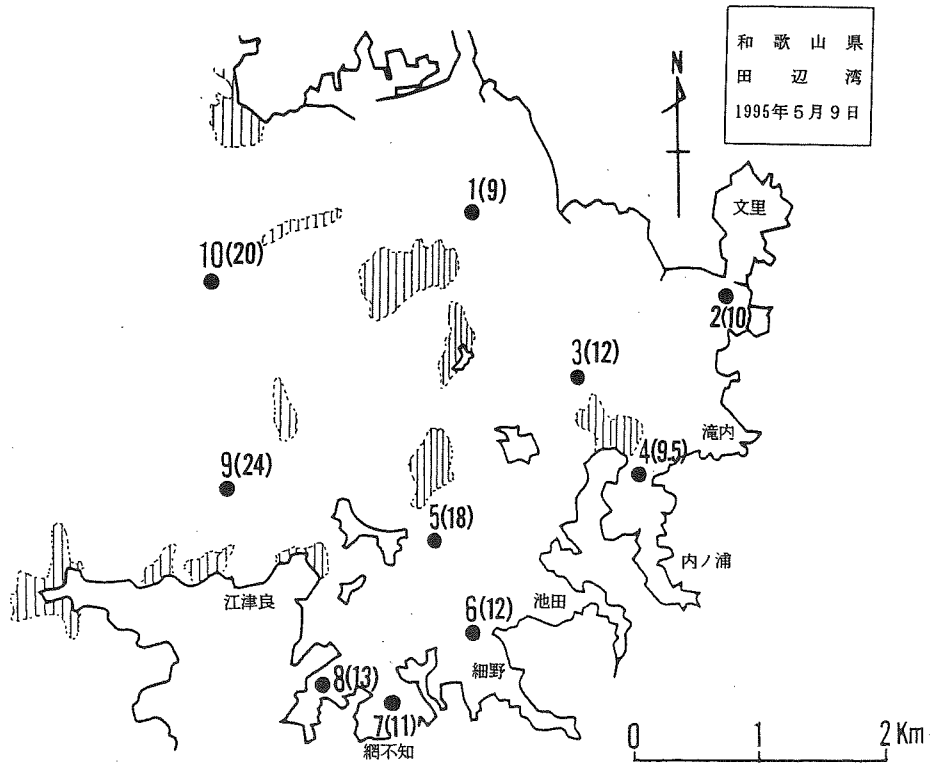 和歌山県
田辺湾
1995年5月9日
N
文里
1(9)
10(20)
2(10)
3(12)
滝内
4(9.5)
9(24)
5(18)
内ノ浦
江津良
池田
6(12)
細野
8(13)
7(11)
網不知
0 1 2 Km